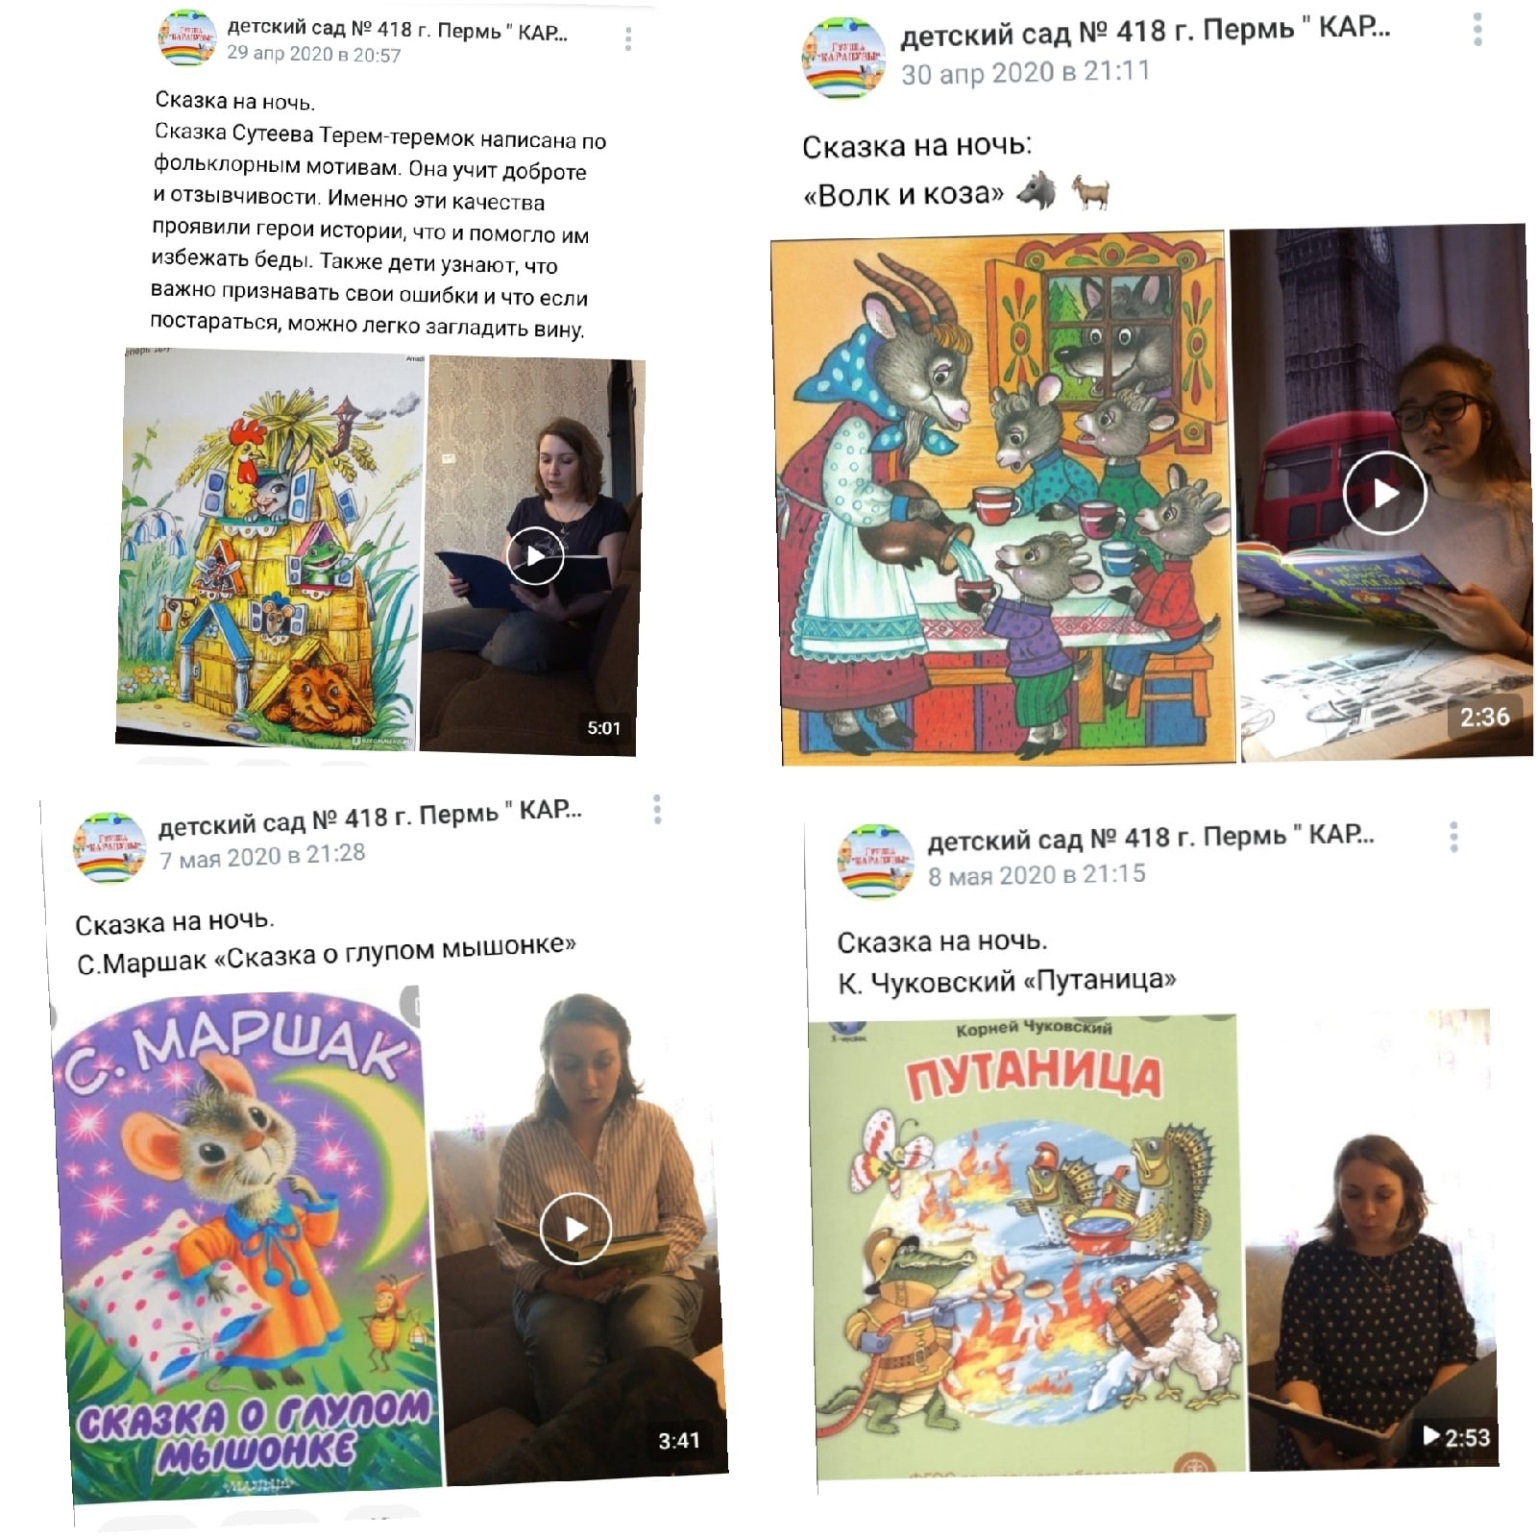 детский сад № 418 г. Пермь " КАР...
29 апр 2020 в 20:57
Сказка на ночь.
Сказка Сутеева Терем-теремок написана по
фольклорным мотивам. Она учит доброте
и отзывчивости. Именно эти качества
проявили герои истории, что и помогло им
избежать беды. Также дети узнают, что
важно признавать свои ошибки и что если
постараться, можно легко загладить вину.
5:01
детский сад № 418 г. Пермь " КАР...
30 апр 2020 в 21:11
Сказка на ночь:
«Волк и коза»
2:36
детский сад № 418 г. Пермь " КАР...
7 мая 2020 в 21:28
Сказка на ночь.
С.Маршак «Сказка о глупом мышонке»
С. МАРШАК
СКАЗКА О ГЛУПОМ
МЫШОНКЕ
3:41
детский сад № 418 г. Пермь " КАР...
8 мая 2020 в 21:15
Сказка на ночь.
К. Чуковский «Путаница»
Корней Чуковский
ПУТАНИЦА
2:53